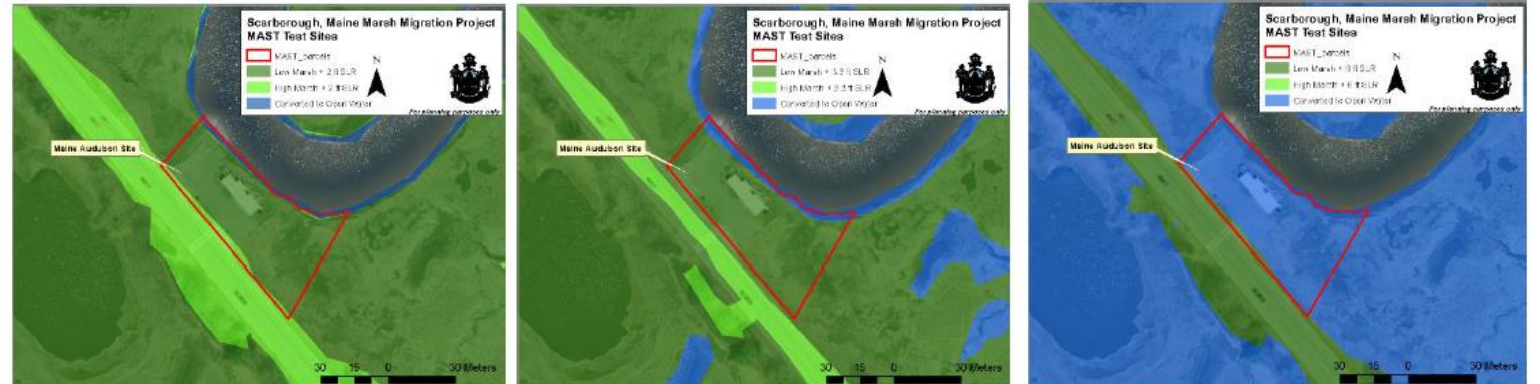 Scarborough, Maine Marsh Migration Project
MAST Test Sites
MAST_parcels
Low Marsh + 2 ft SLR
High Marsh + 2 ft SLR
Converted to Open Water
N
For planning purposes only
Maine Audubon Site
30 15 0 30 Meters
Scarborough, Maine Marsh Migration Project
MAST Test Sites
MAST_parcels
Low Marsh + 3.3 ft SLR
High Marsh + 3.3 ft SLR
Converted to Open Water
N
For planning purposes only
Maine Audubon Site
30 15 0 30 Meters
Scarborough, Maine Marsh Migration Project
MAST Test Sites
MAST_parcels
Low Marsh + 6 ft SLR
High Marsh + 6 ft SLR
Converted to Open Water
N
For planning purposes only
Maine Audubon Site
30 15 0 30 Meters